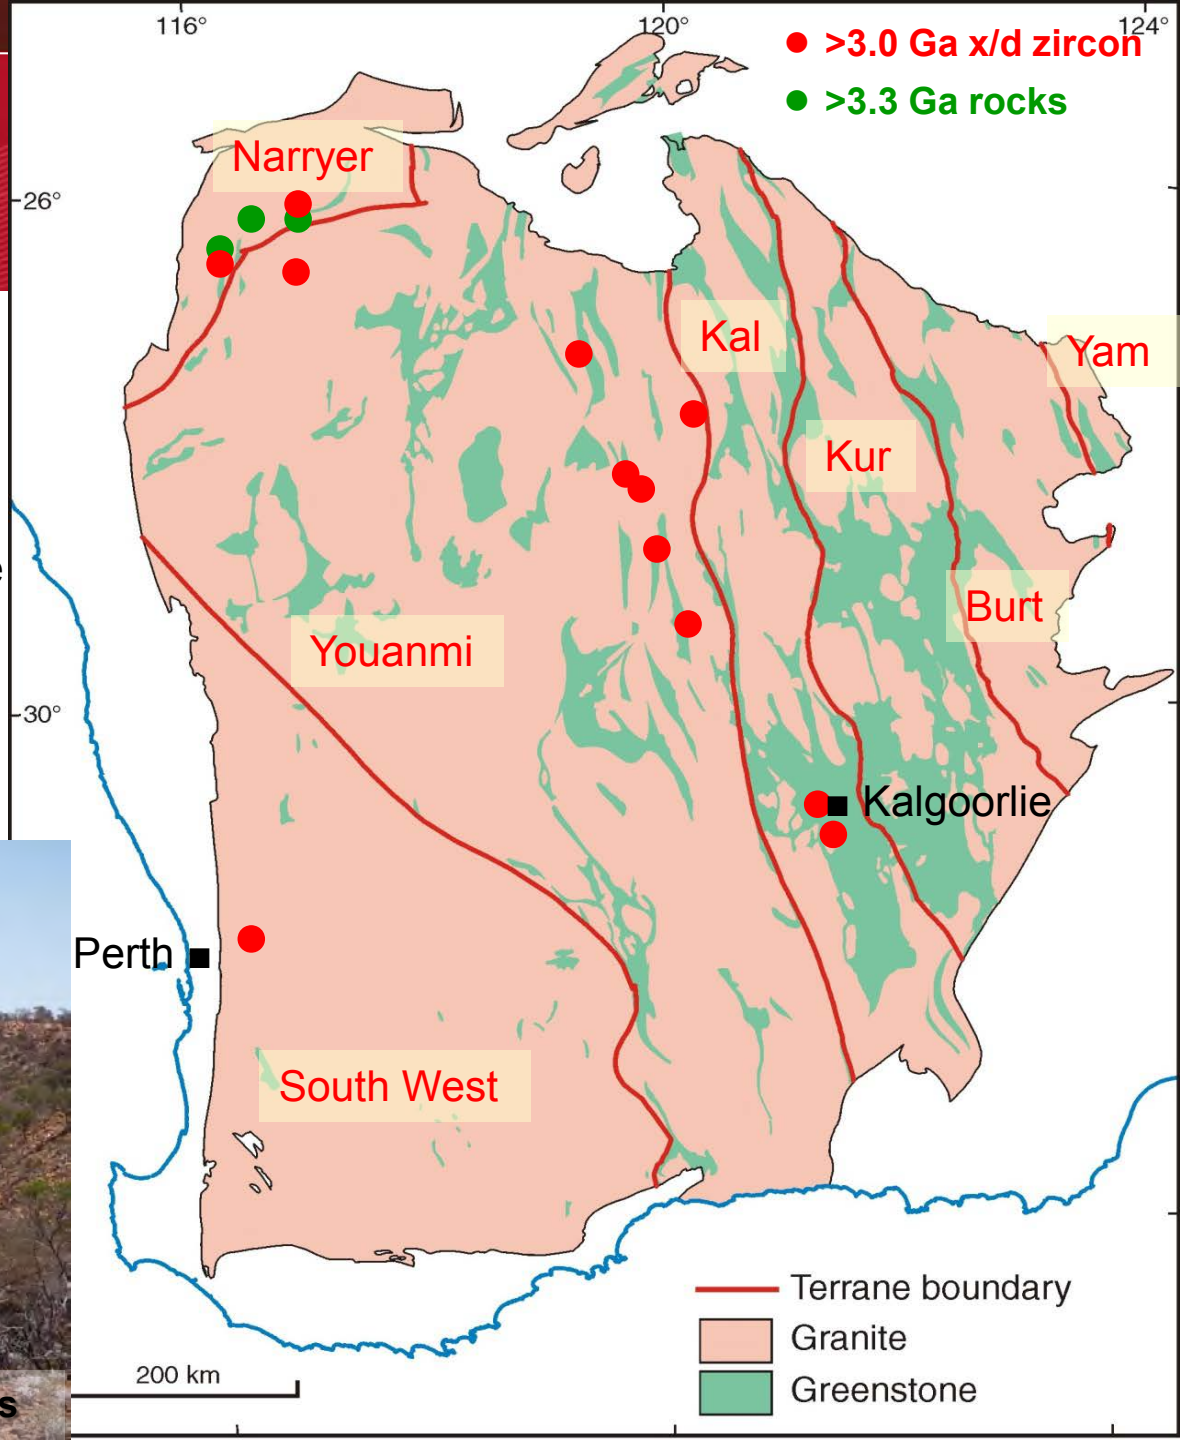 116°
120°
124°
>3.0 Ga x/d zircon
>3.3 Ga rocks
Narryer
26°
Kal
Yam
Kur
Burt
Youanmi
30°
Kalgoorlie
Perth
South West
Terrane boundary
Granite
200 km
Greenstone
s